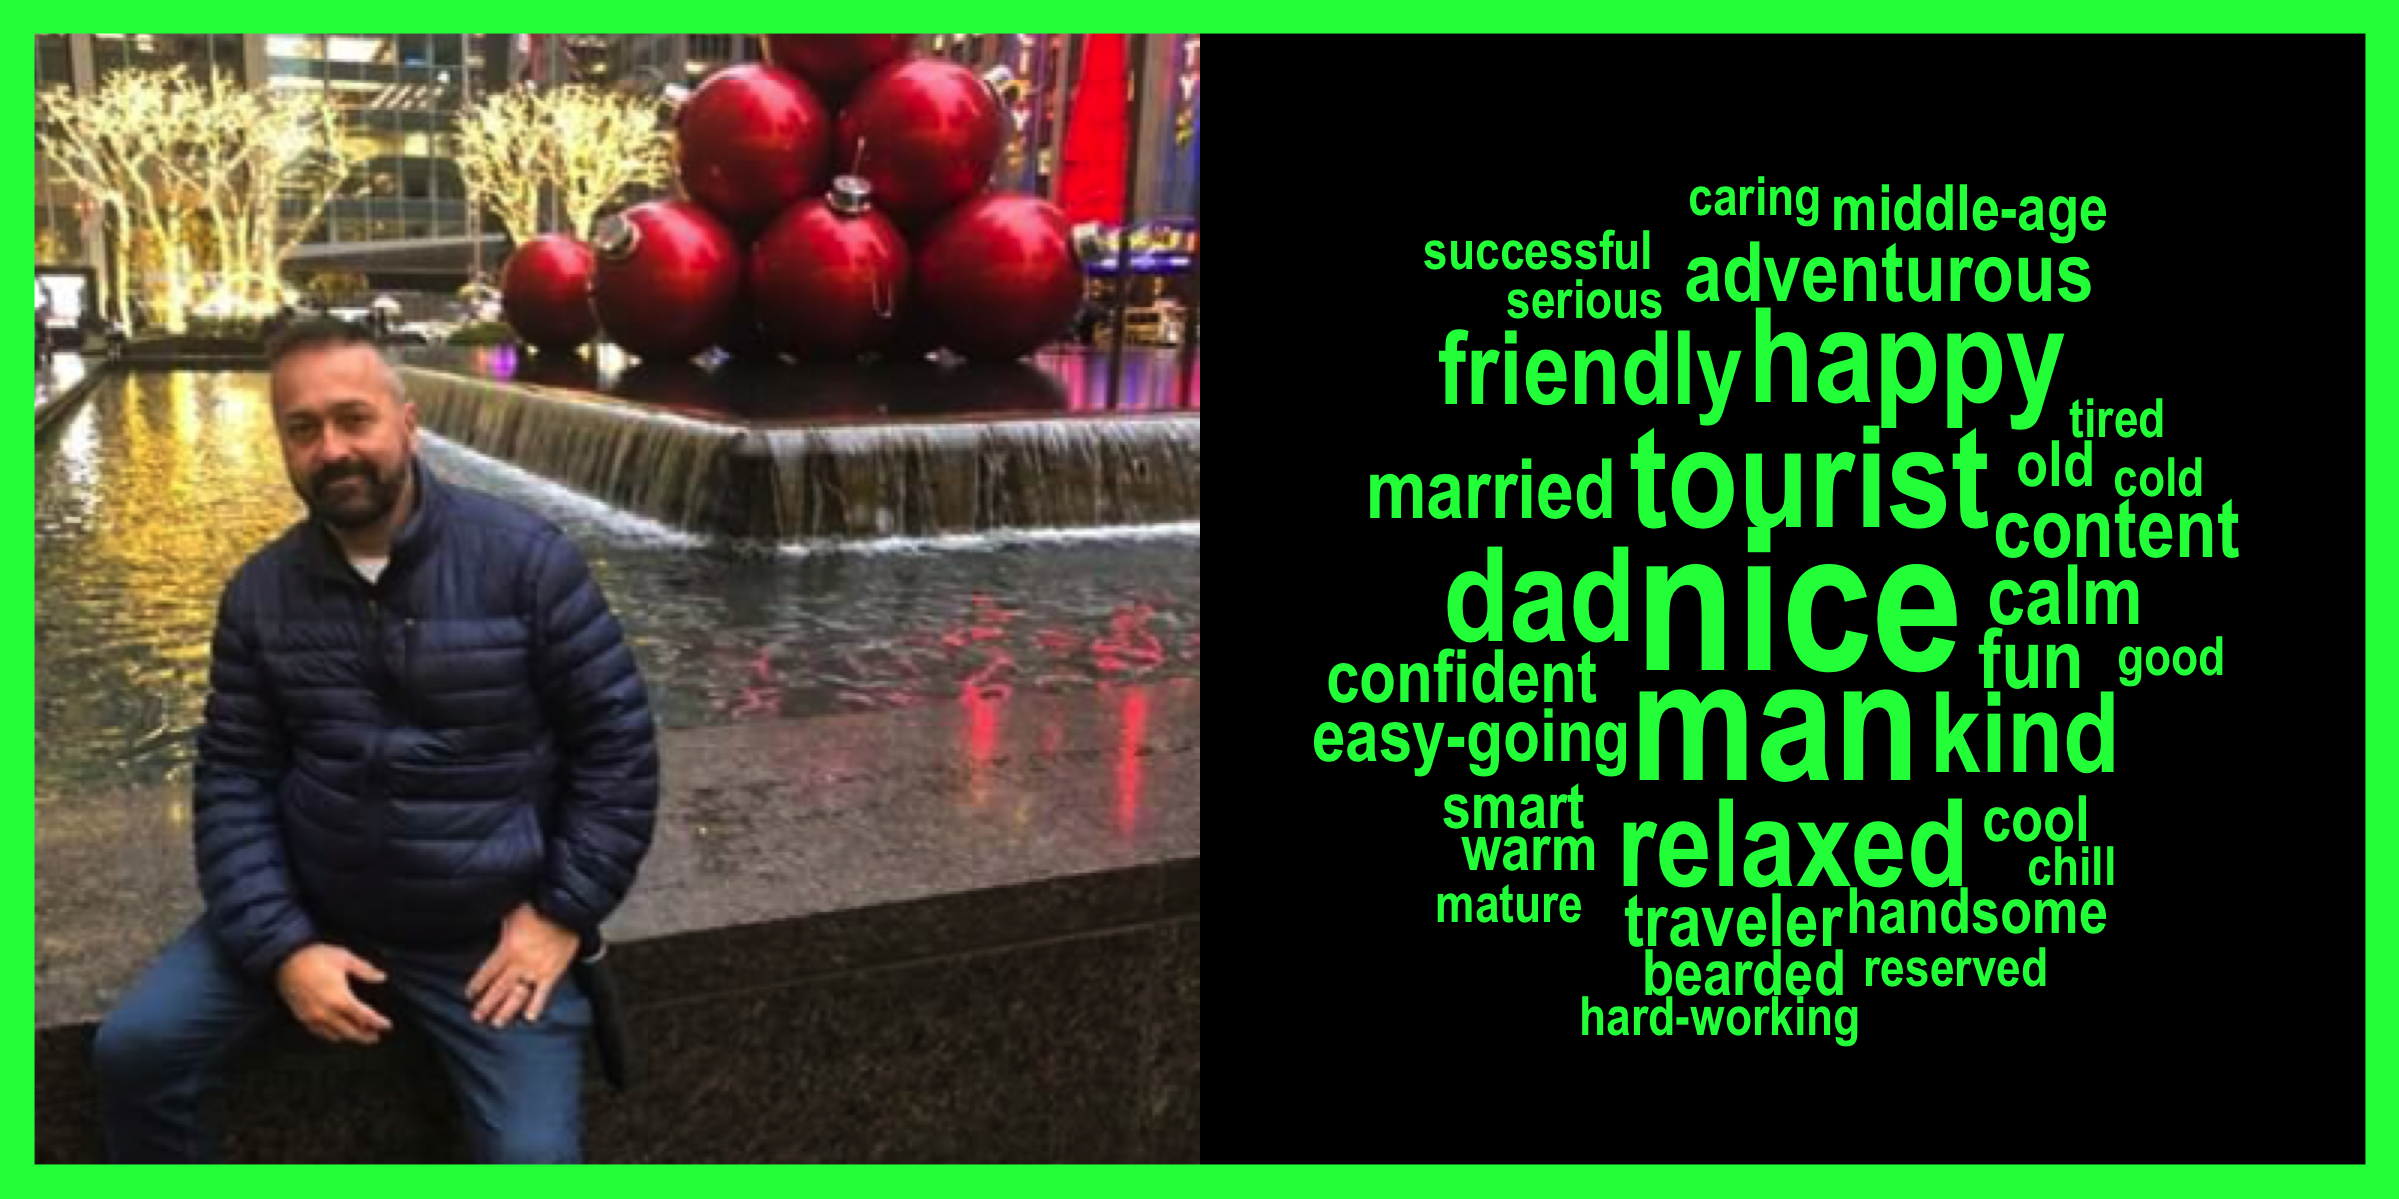 caring middle-age
successful adventurous
serious
friendly happy
tired
married tourist old cold
content
dad nice calm
fun good
confident
easy-going man kind
smart relaxed cool
warm chill
mature traveler handsome
bearded reserved
hard-working